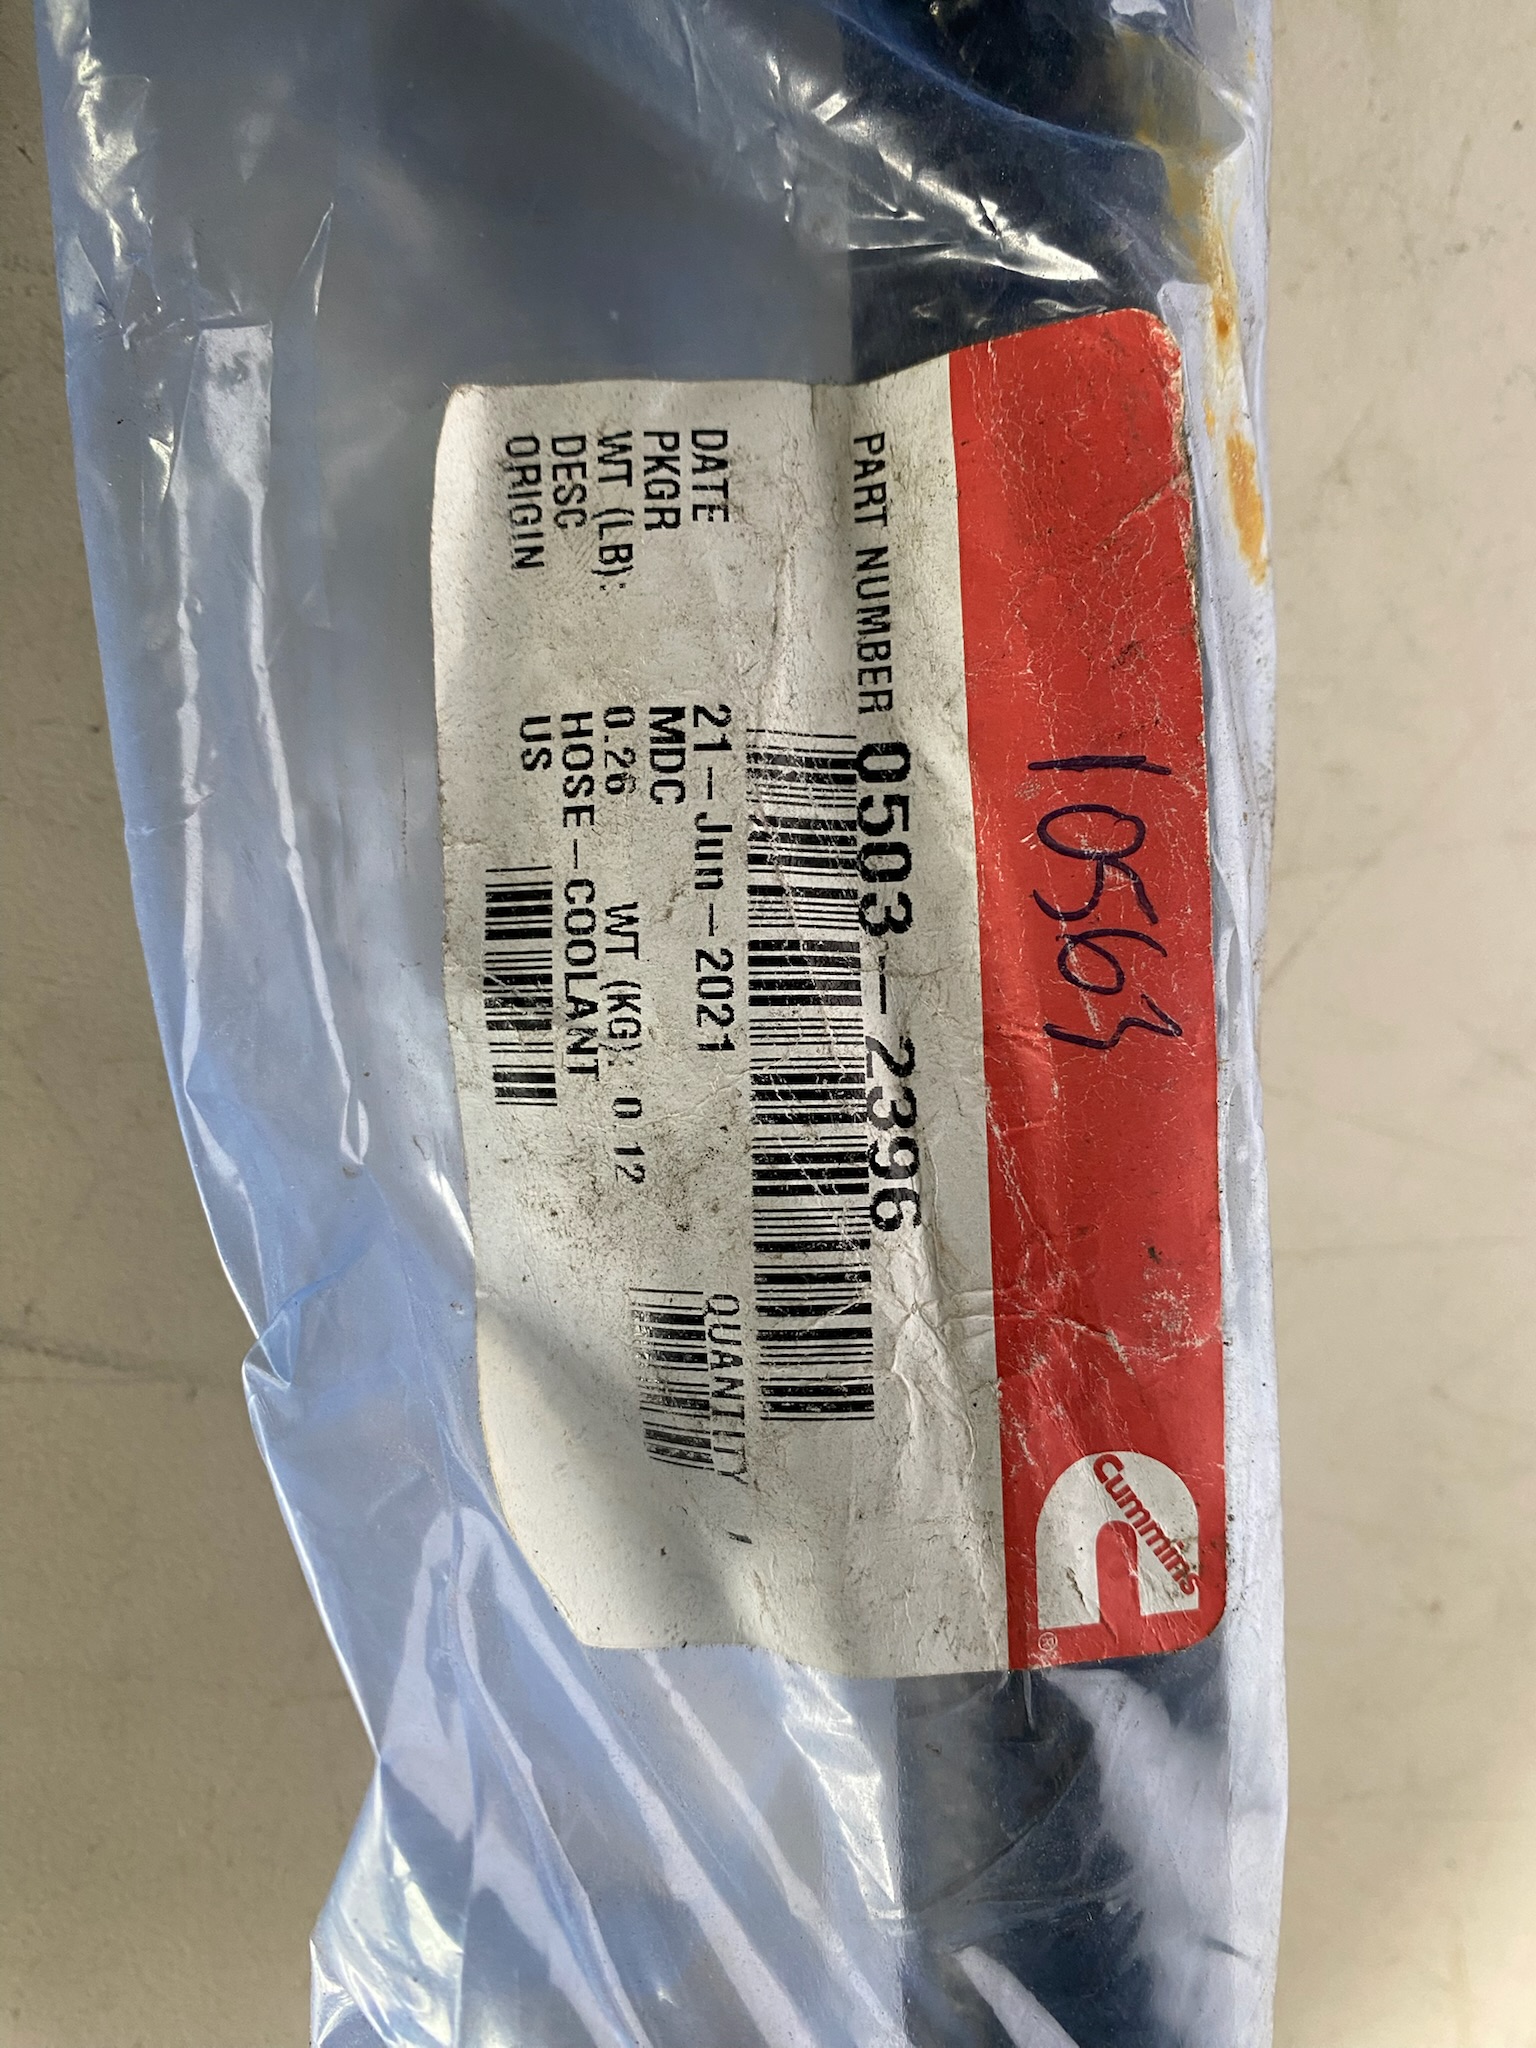 10563
Cummins
®
PART NUMBER 0503-2396
DATE 21-Jun-2021
QUANTITY
PKGR MDC
WT (LB): 0.26 WT (KG): 0.12
DESC HOSE-COOLANT
ORIGIN US